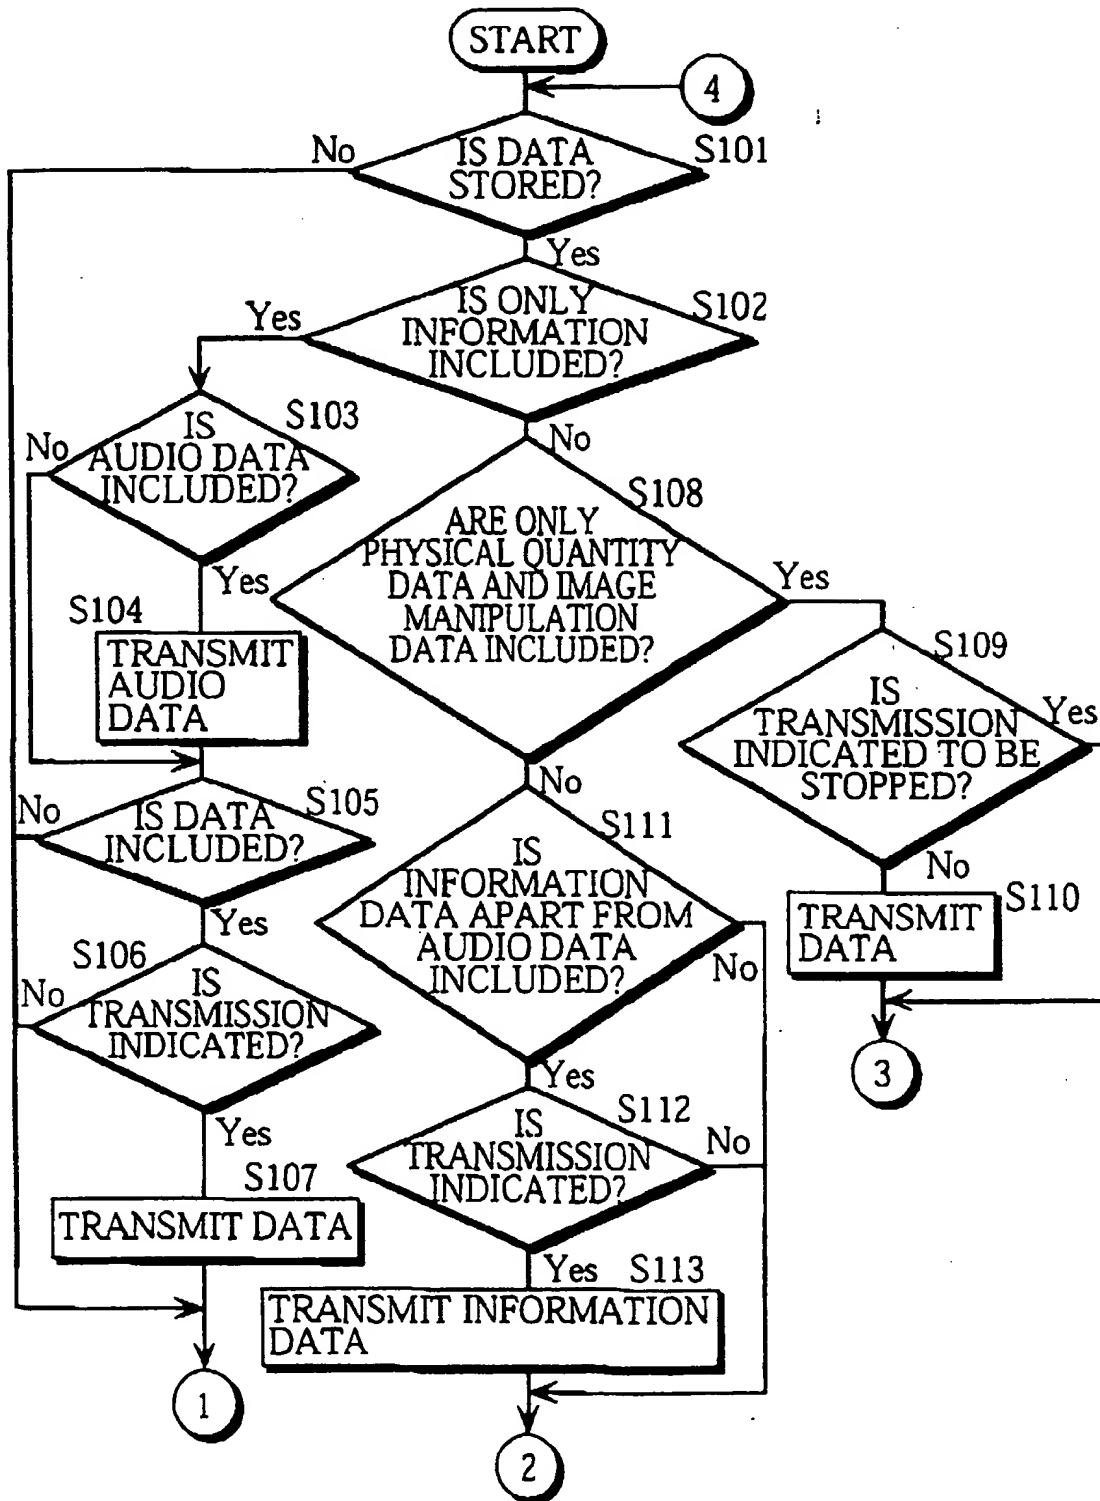 START
4
No
IS DATA
STORED?
S101
Yes
IS ONLY
INFORMATION
INCLUDED?
S102
Yes
No
IS
AUDIO DATA
INCLUDED?
S103
No
Yes
S104
TRANSMIT
AUDIO
DATA
ARE ONLY
PHYSICAL QUANTITY
DATA AND IMAGE
MANIPULATION
DATA INCLUDED?
S108
Yes
No
IS
TRANSMISSION
INDICATED TO BE
STOPPED?
S109
Yes
No
S110
TRANSMIT
DATA
3
No
IS DATA
INCLUDED?
S105
Yes
S106
No
IS
TRANSMISSION
INDICATED?
Yes
S107
TRANSMIT DATA
1
S111
IS
INFORMATION
DATA APART FROM
AUDIO DATA
INCLUDED?
No
Yes
S112
IS
TRANSMISSION
INDICATED?
No
Yes
S113
TRANSMIT INFORMATION
DATA
2